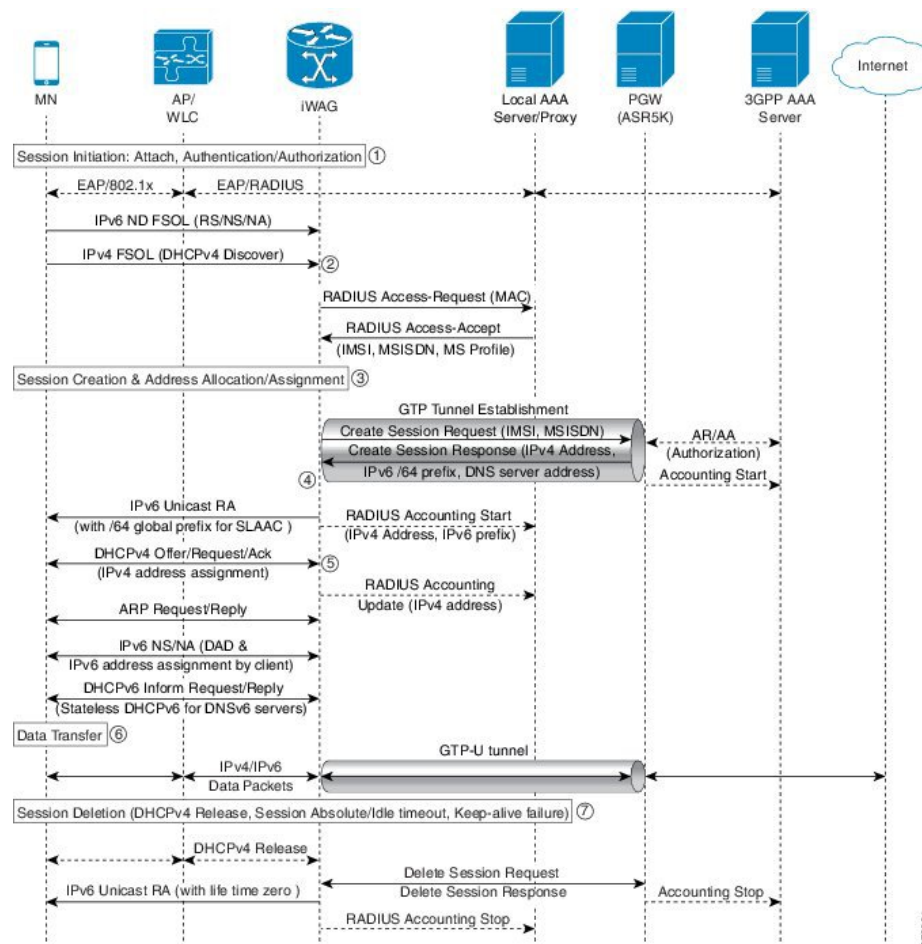 Internet
MN
AP/
WLC
iWAG
Local AAA
Server/Proxy
PGW
(ASR5K)
3GPP AAA
Server
Session Initiation: Attach, Authentication/Authorization ①
EAP/802.1x
EAP/RADIUS
IPv6 ND FSOL (RS/NS/NA)
IPv4 FSOL (DHCPv4 Discover)
②
RADIUS Access-Request (MAC)
RADIUS Access-Accept
(IMSI, MSISDN, MS Profile)
Session Creation & Address Allocation/Assignment ③
GTP Tunnel Establishment
Create Session Request (IMSI, MSISDN)
Create Session Response (IPv4 Address,
IPv6 /64 prefix, DNS server address)
AR/AA
(Authorization)
Accounting Start
④
IPv6 Unicast RA
(with /64 global prefix for SLAAC )
RADIUS Accounting Start
(IPv4 Address, IPv6 prefix)
DHCPv4 Offer/Request/Ack
(IPv4 address assignment)
⑤
RADIUS Accounting
Update (IPv4 address)
ARP Request/Reply
IPv6 NS/NA (DAD &
IPv6 address assignment by client)
DHCPv6 Inform Request/Reply
(Stateless DHCPv6 for DNSv6 servers)
Data Transfer ⑥
GTP-U tunnel
IPv4/IPv6
Data Packets
Session Deletion (DHCPv4 Release, Session Absolute/Idle timeout, Keep-alive failure) ⑦
DHCPv4 Release
Delete Session Request
Delete Session Response
IPv6 Unicast RA (with life time zero )
Accounting Stop
RADIUS Accounting Stop